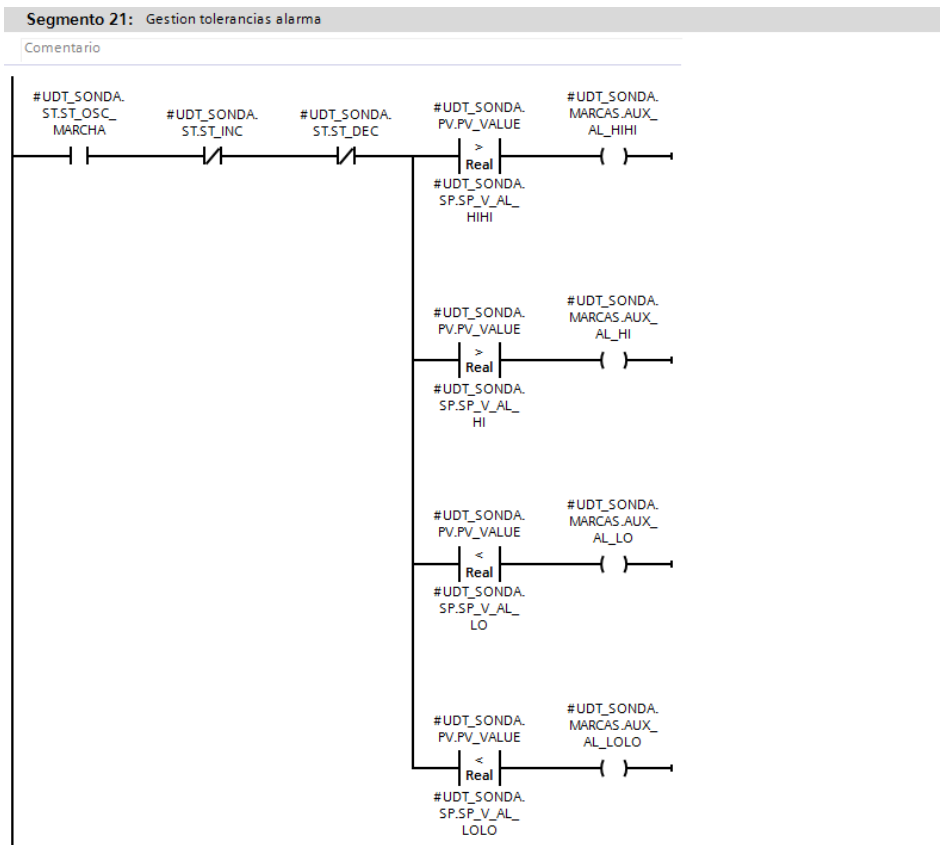 Segmento 21: Gestion tolerancias alarma
Comentario
#UDT_SONDA.
ST.ST_OSC_
MARCHA
#UDT_SONDA.
ST.ST_INC
#UDT_SONDA.
ST.ST_DEC
#UDT_SONDA.
PV.PV_VALUE
>
Real
#UDT_SONDA.
SP.SP_V_AL_
HIHI
#UDT_SONDA.
MARCAS.AUX_
AL_HIHI
#UDT_SONDA.
PV.PV_VALUE
>
Real
#UDT_SONDA.
SP.SP_V_AL_
HI
#UDT_SONDA.
MARCAS.AUX_
AL_HI
#UDT_SONDA.
PV.PV_VALUE
<
Real
#UDT_SONDA.
SP.SP_V_AL_
LO
#UDT_SONDA.
MARCAS.AUX_
AL_LO
#UDT_SONDA.
PV.PV_VALUE
<
Real
#UDT_SONDA.
SP.SP_V_AL_
LOLO
#UDT_SONDA.
MARCAS.AUX_
AL_LOLO